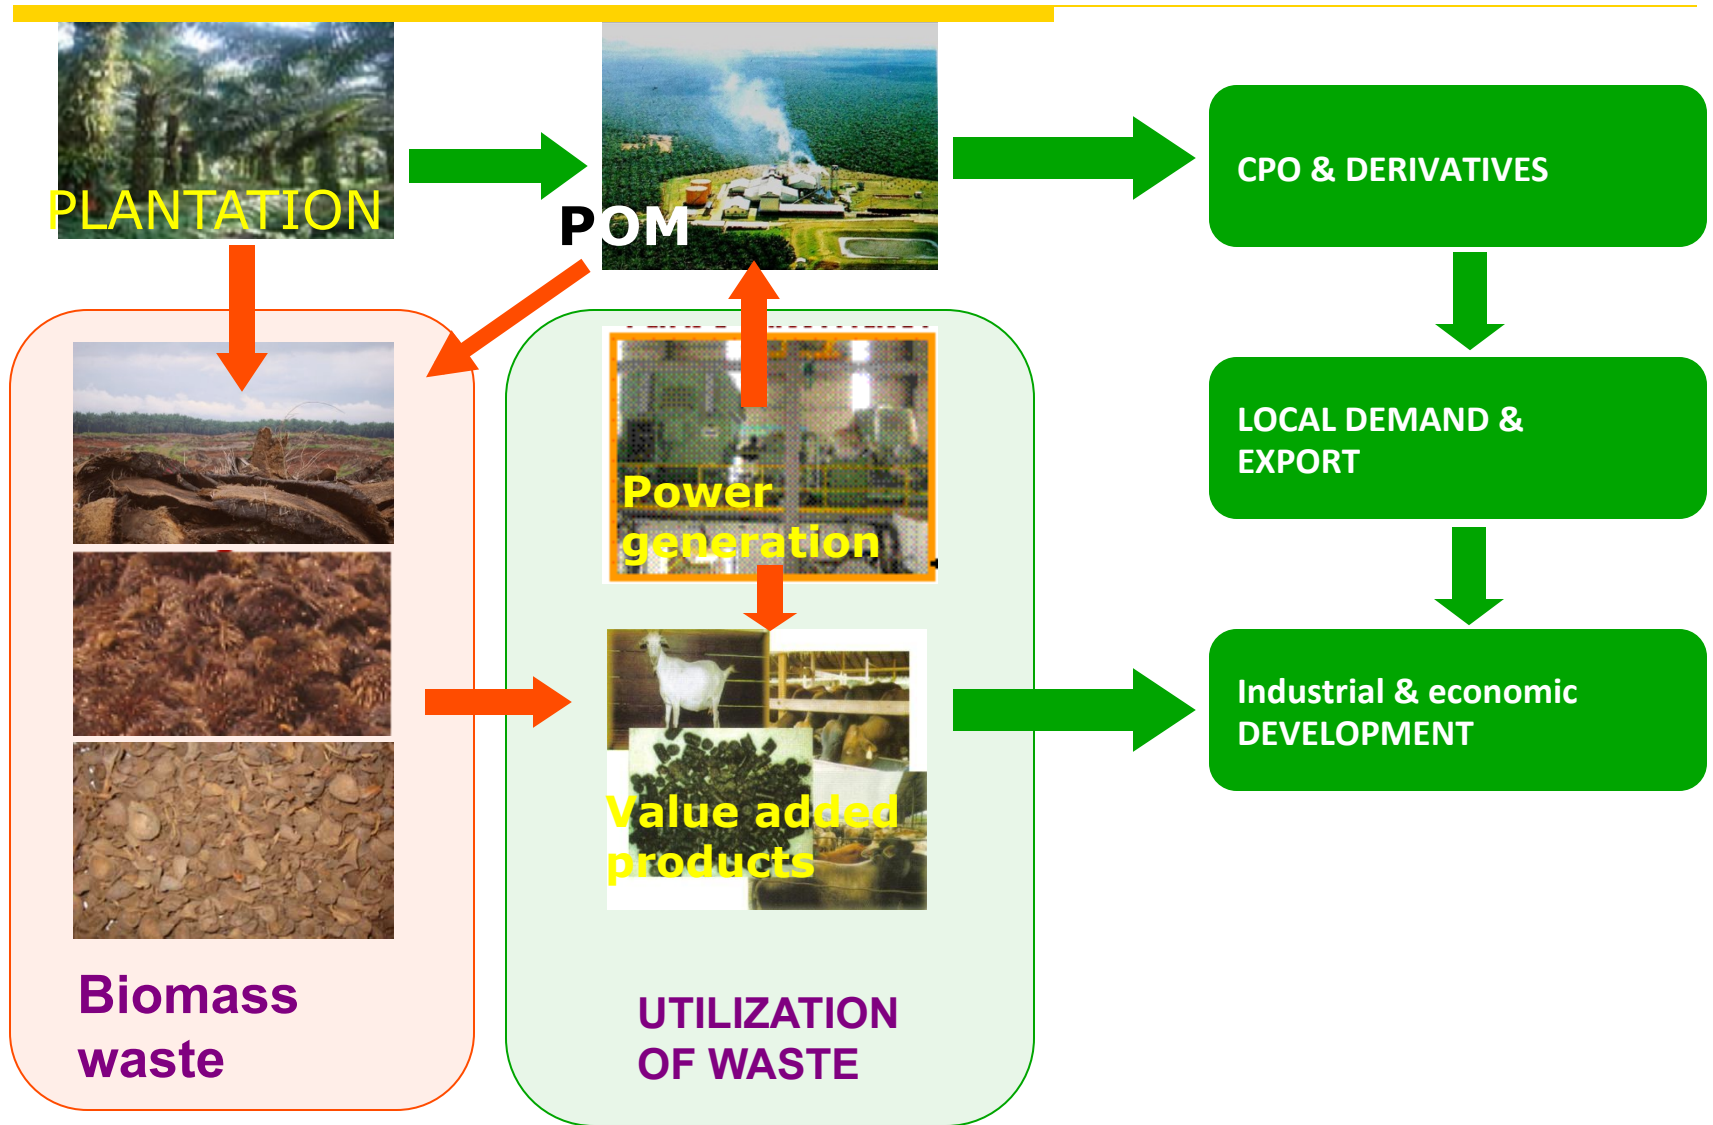 PLANTATION
POM
CPO & DERIVATIVES
LOCAL DEMAND &
EXPORT
Power
generation
Industrial & economic
DEVELOPMENT
Value added
products
Biomass
waste
UTILIZATION
OF WASTE